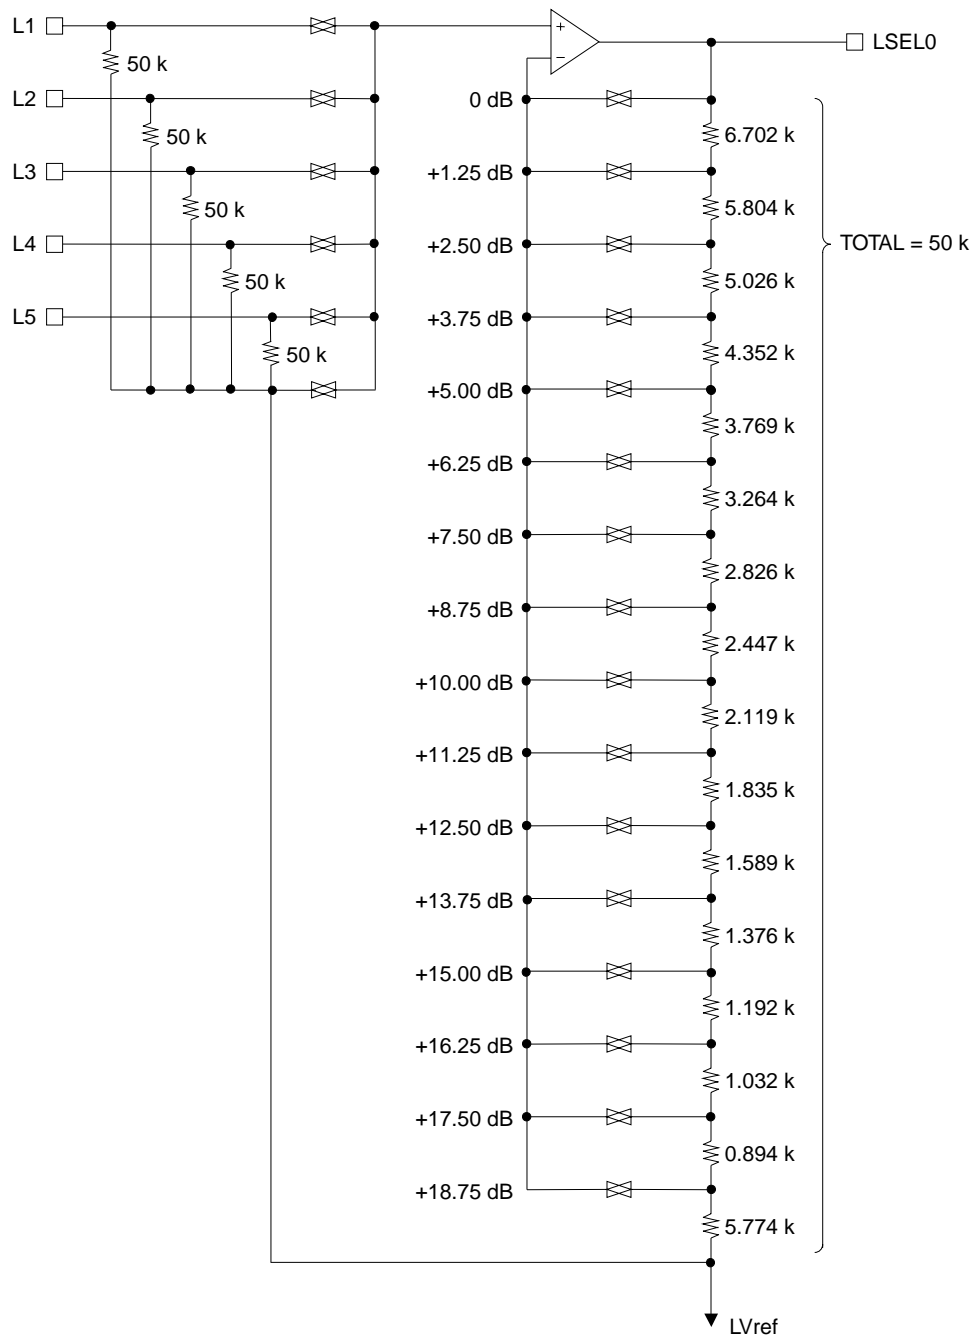 L1
LSEL0
50 k
L2
0 dB
50 k
6.702 k
L3
+1.25 dB
50 k
5.804 k
L4
+2.50 dB
TOTAL = 50 k
50 k
5.026 k
L5
+3.75 dB
50 k
4.352 k
+5.00 dB
3.769 k
+6.25 dB
3.264 k
+7.50 dB
2.826 k
+8.75 dB
2.447 k
+10.00 dB
2.119 k
+11.25 dB
1.835 k
+12.50 dB
1.589 k
+13.75 dB
1.376 k
+15.00 dB
1.192 k
+16.25 dB
1.032 k
+17.50 dB
0.894 k
+18.75 dB
5.774 k
LVref